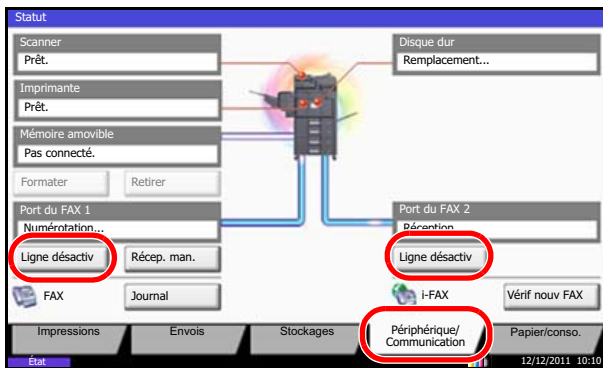 Statut
Scanner
Prêt.
Disque dur
Remplacement...
Imprimante
Prêt.
Mémoire amovible
Pas connecté.
Formater
Retirer
Port du FAX 1
Numérotation...
Port du FAX 2
Réception
Ligne désactiv
Récep. man.
Ligne désactiv
FAX
Journal
i-FAX
Vérif nouv FAX
Impressions
Envois
Stockages
Périphérique/
Communication
Papier/conso.
État
12/12/2011 10:10